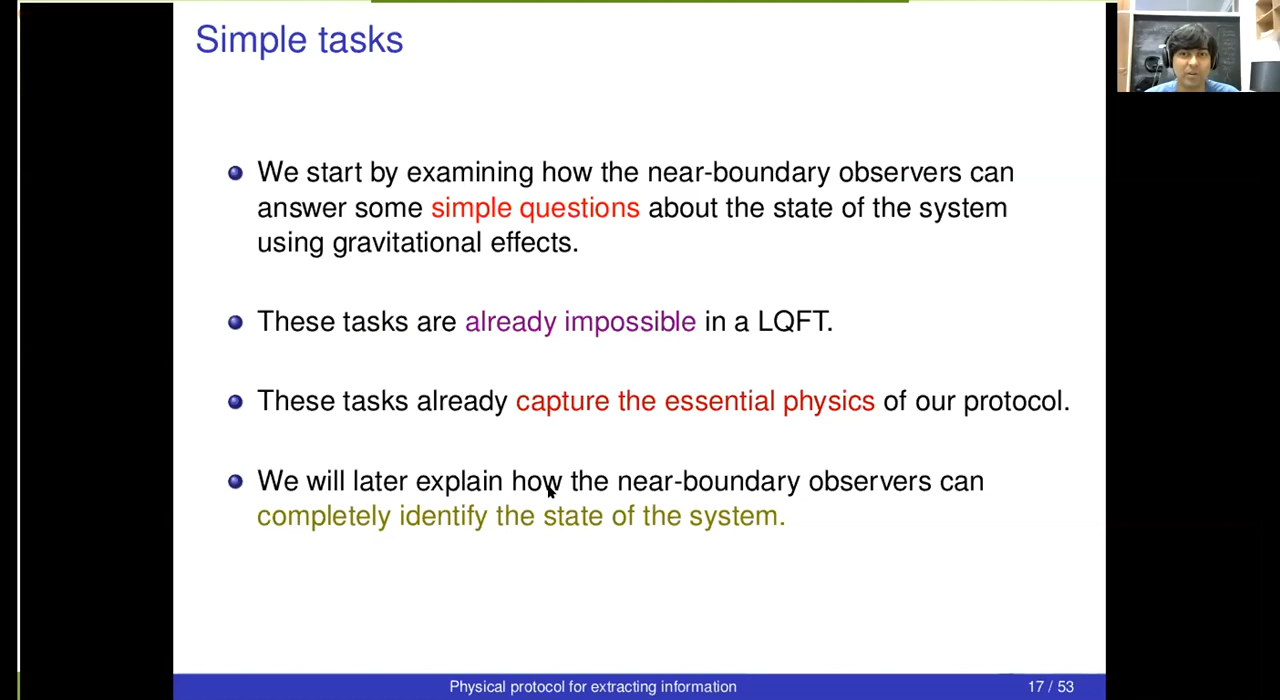 Simple tasks
We start by examining how the near-boundary observers can
answer some simple questions about the state of the system
using gravitational effects.
These tasks are already impossible in a LQFT.
These tasks already capture the essential physics of our protocol.
We will later explain how the near-boundary observers can
completely identify the state of the system.
Physical protocol for extracting information
17 / 53